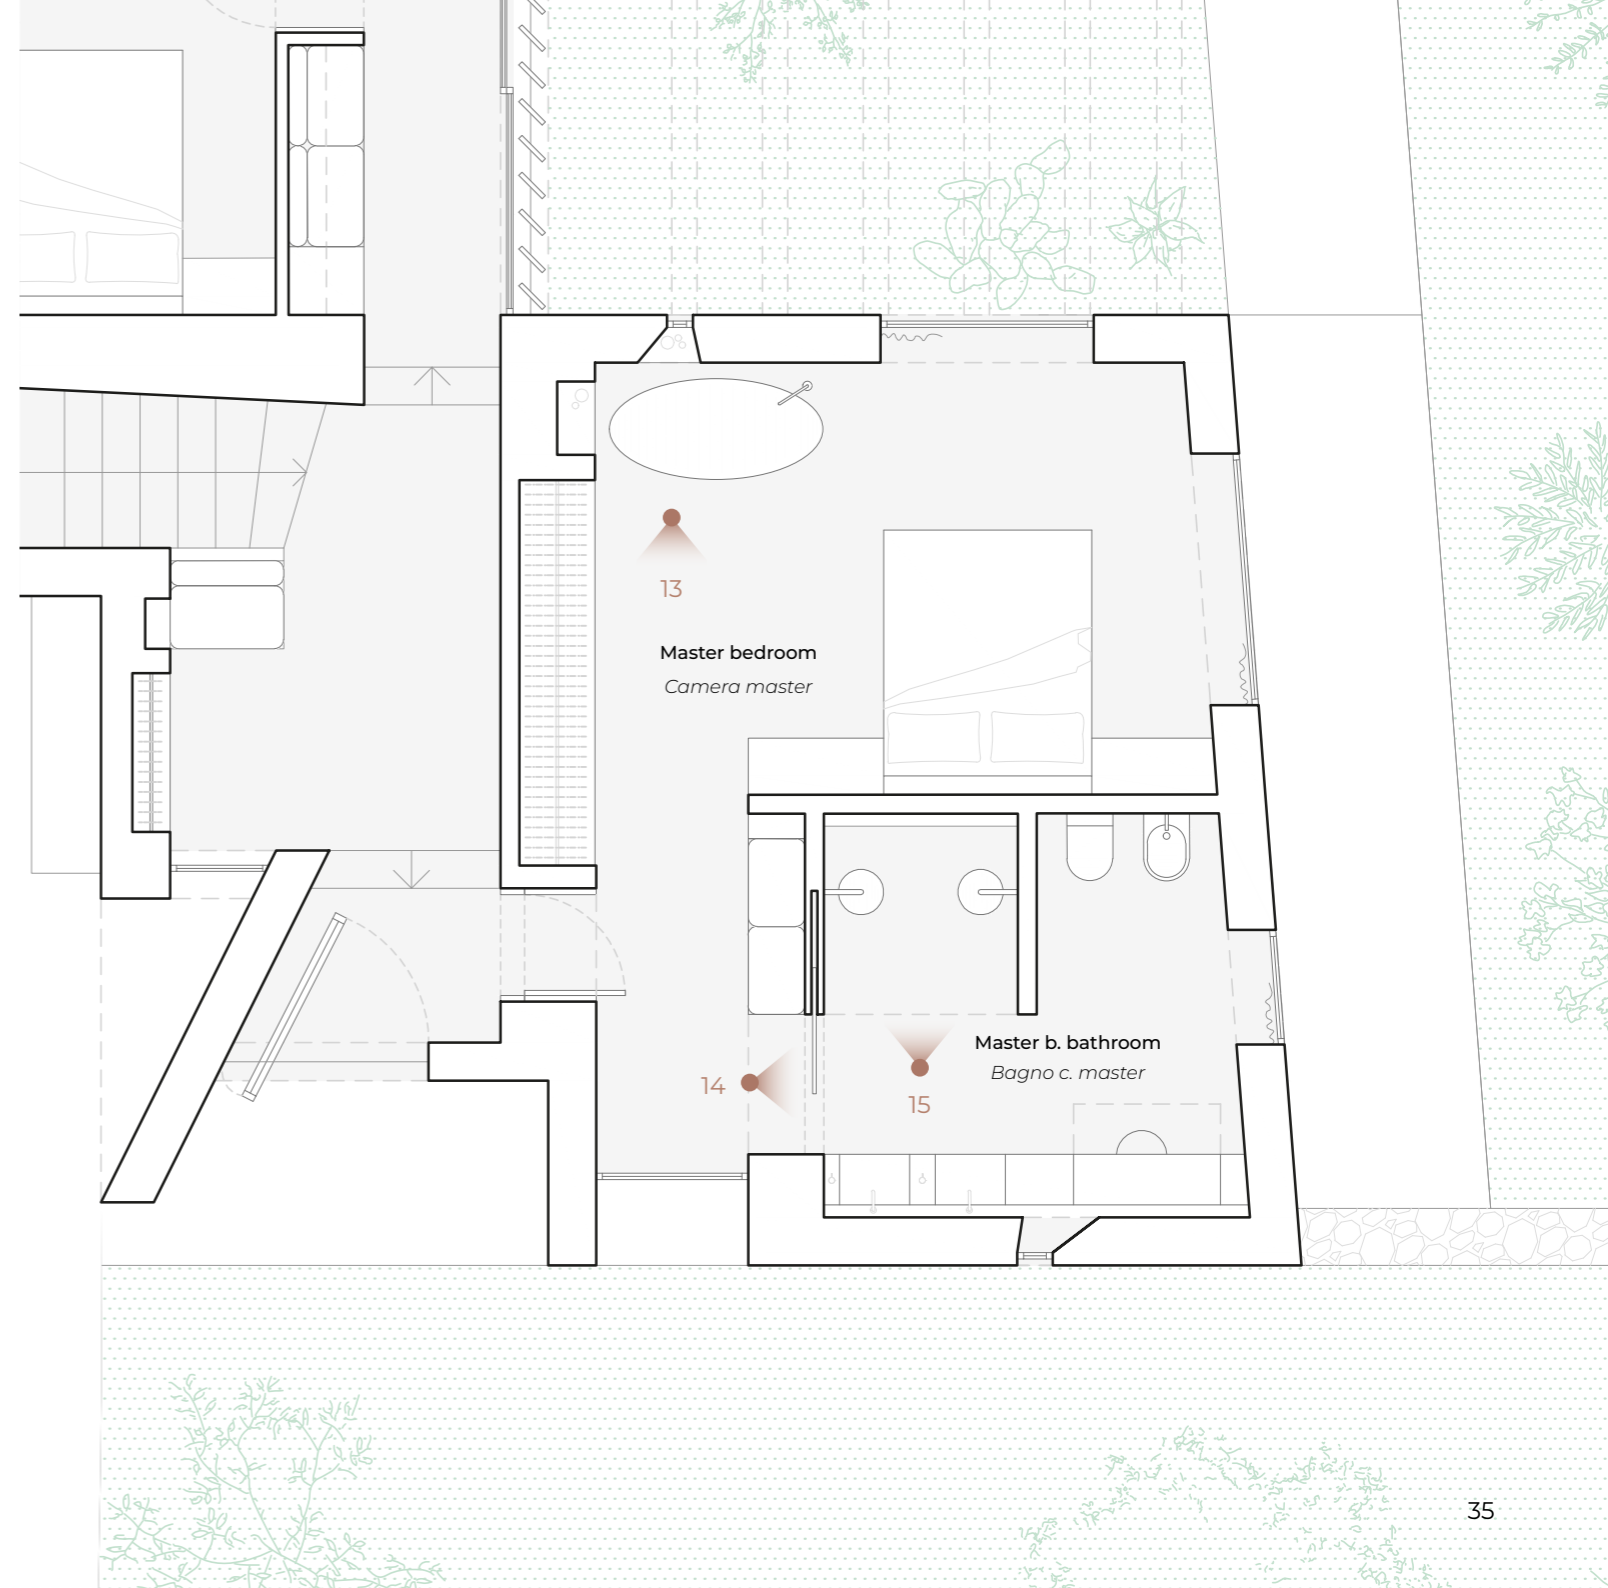 13
Master bedroom
Camera master
14
15
Master b. bathroom
Bagno c. master
35